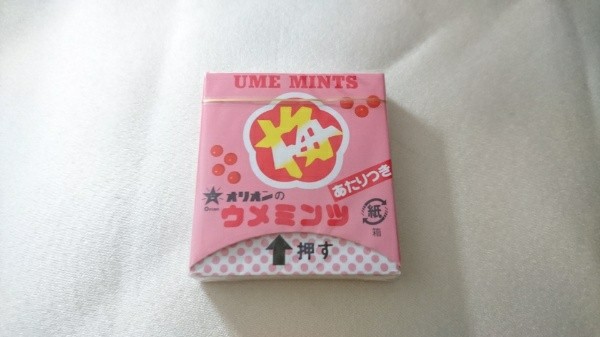 UME MINTS
梅
あたりつき
オリオンの
ウメミンツ
紙
箱
押す